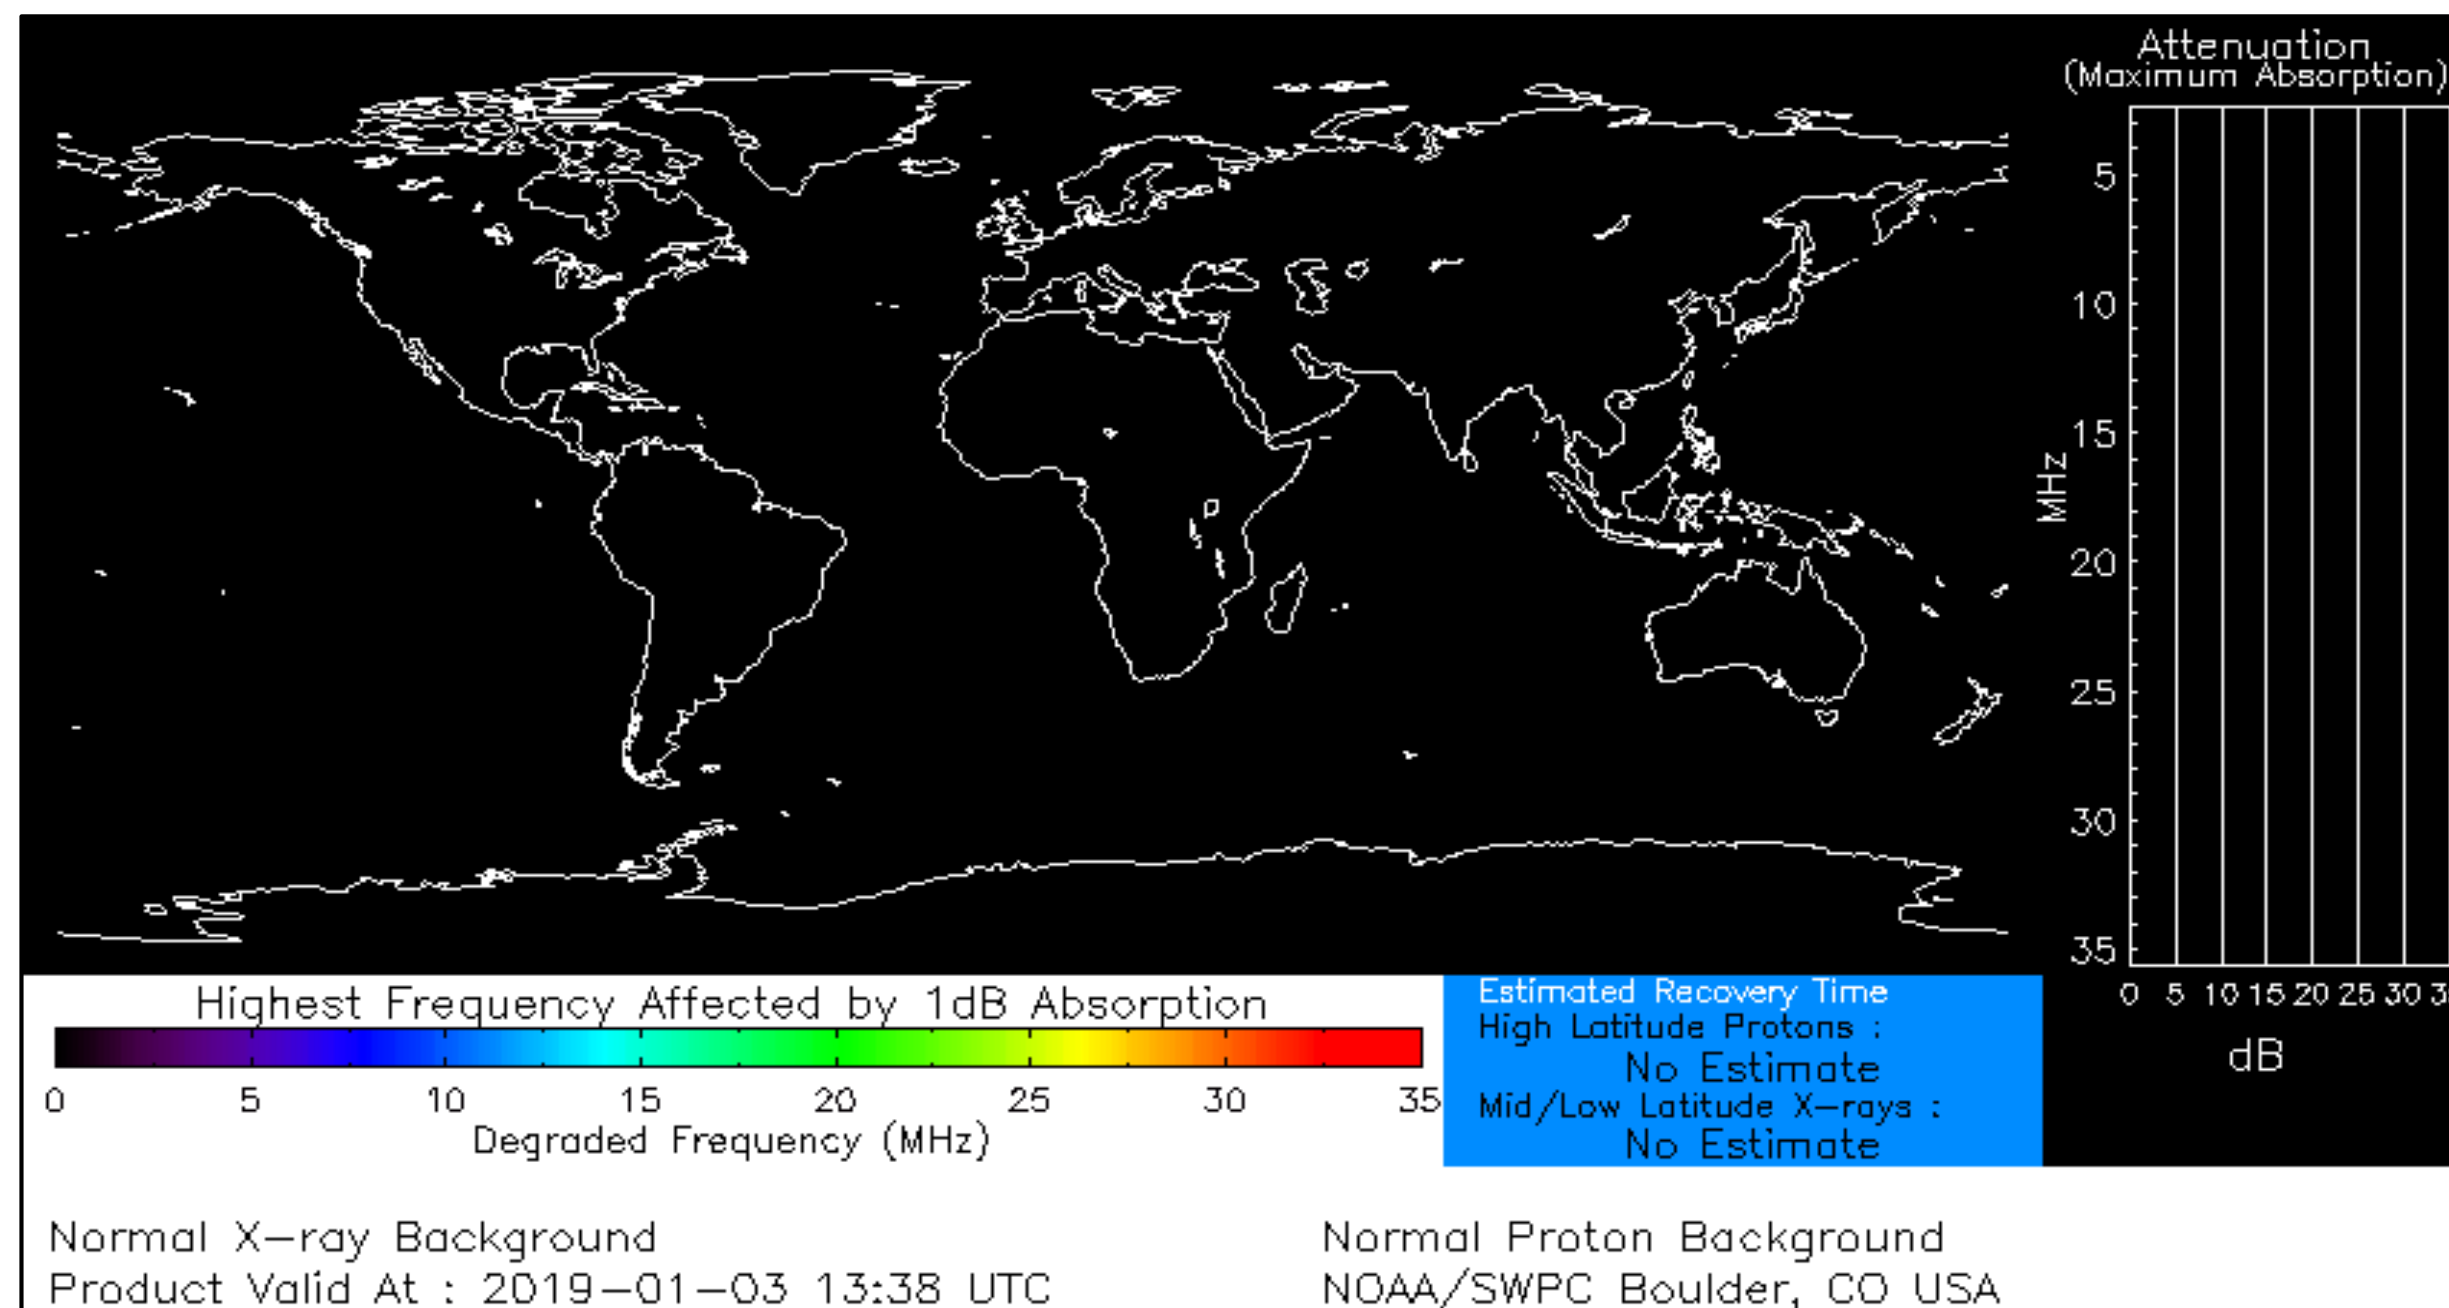 Attenuation
(Maximum Absorption)
5
10
15
20
25
30
35
MHz
0 5 10 15 20 25 30
dB
Highest Frequency Affected by 1dB Absorption
0 5 10 15 20 25 30 35
Degraded Frequency (MHz)
Estimated Recovery Time
High Latitude Protons :
No Estimate
Mid/Low Latitude X-rays :
No Estimate
Normal X-ray Background
Normal Proton Background
Product Valid At : 2019-01-03 13:38 UTC
NOAA/SWPC Boulder, CO USA